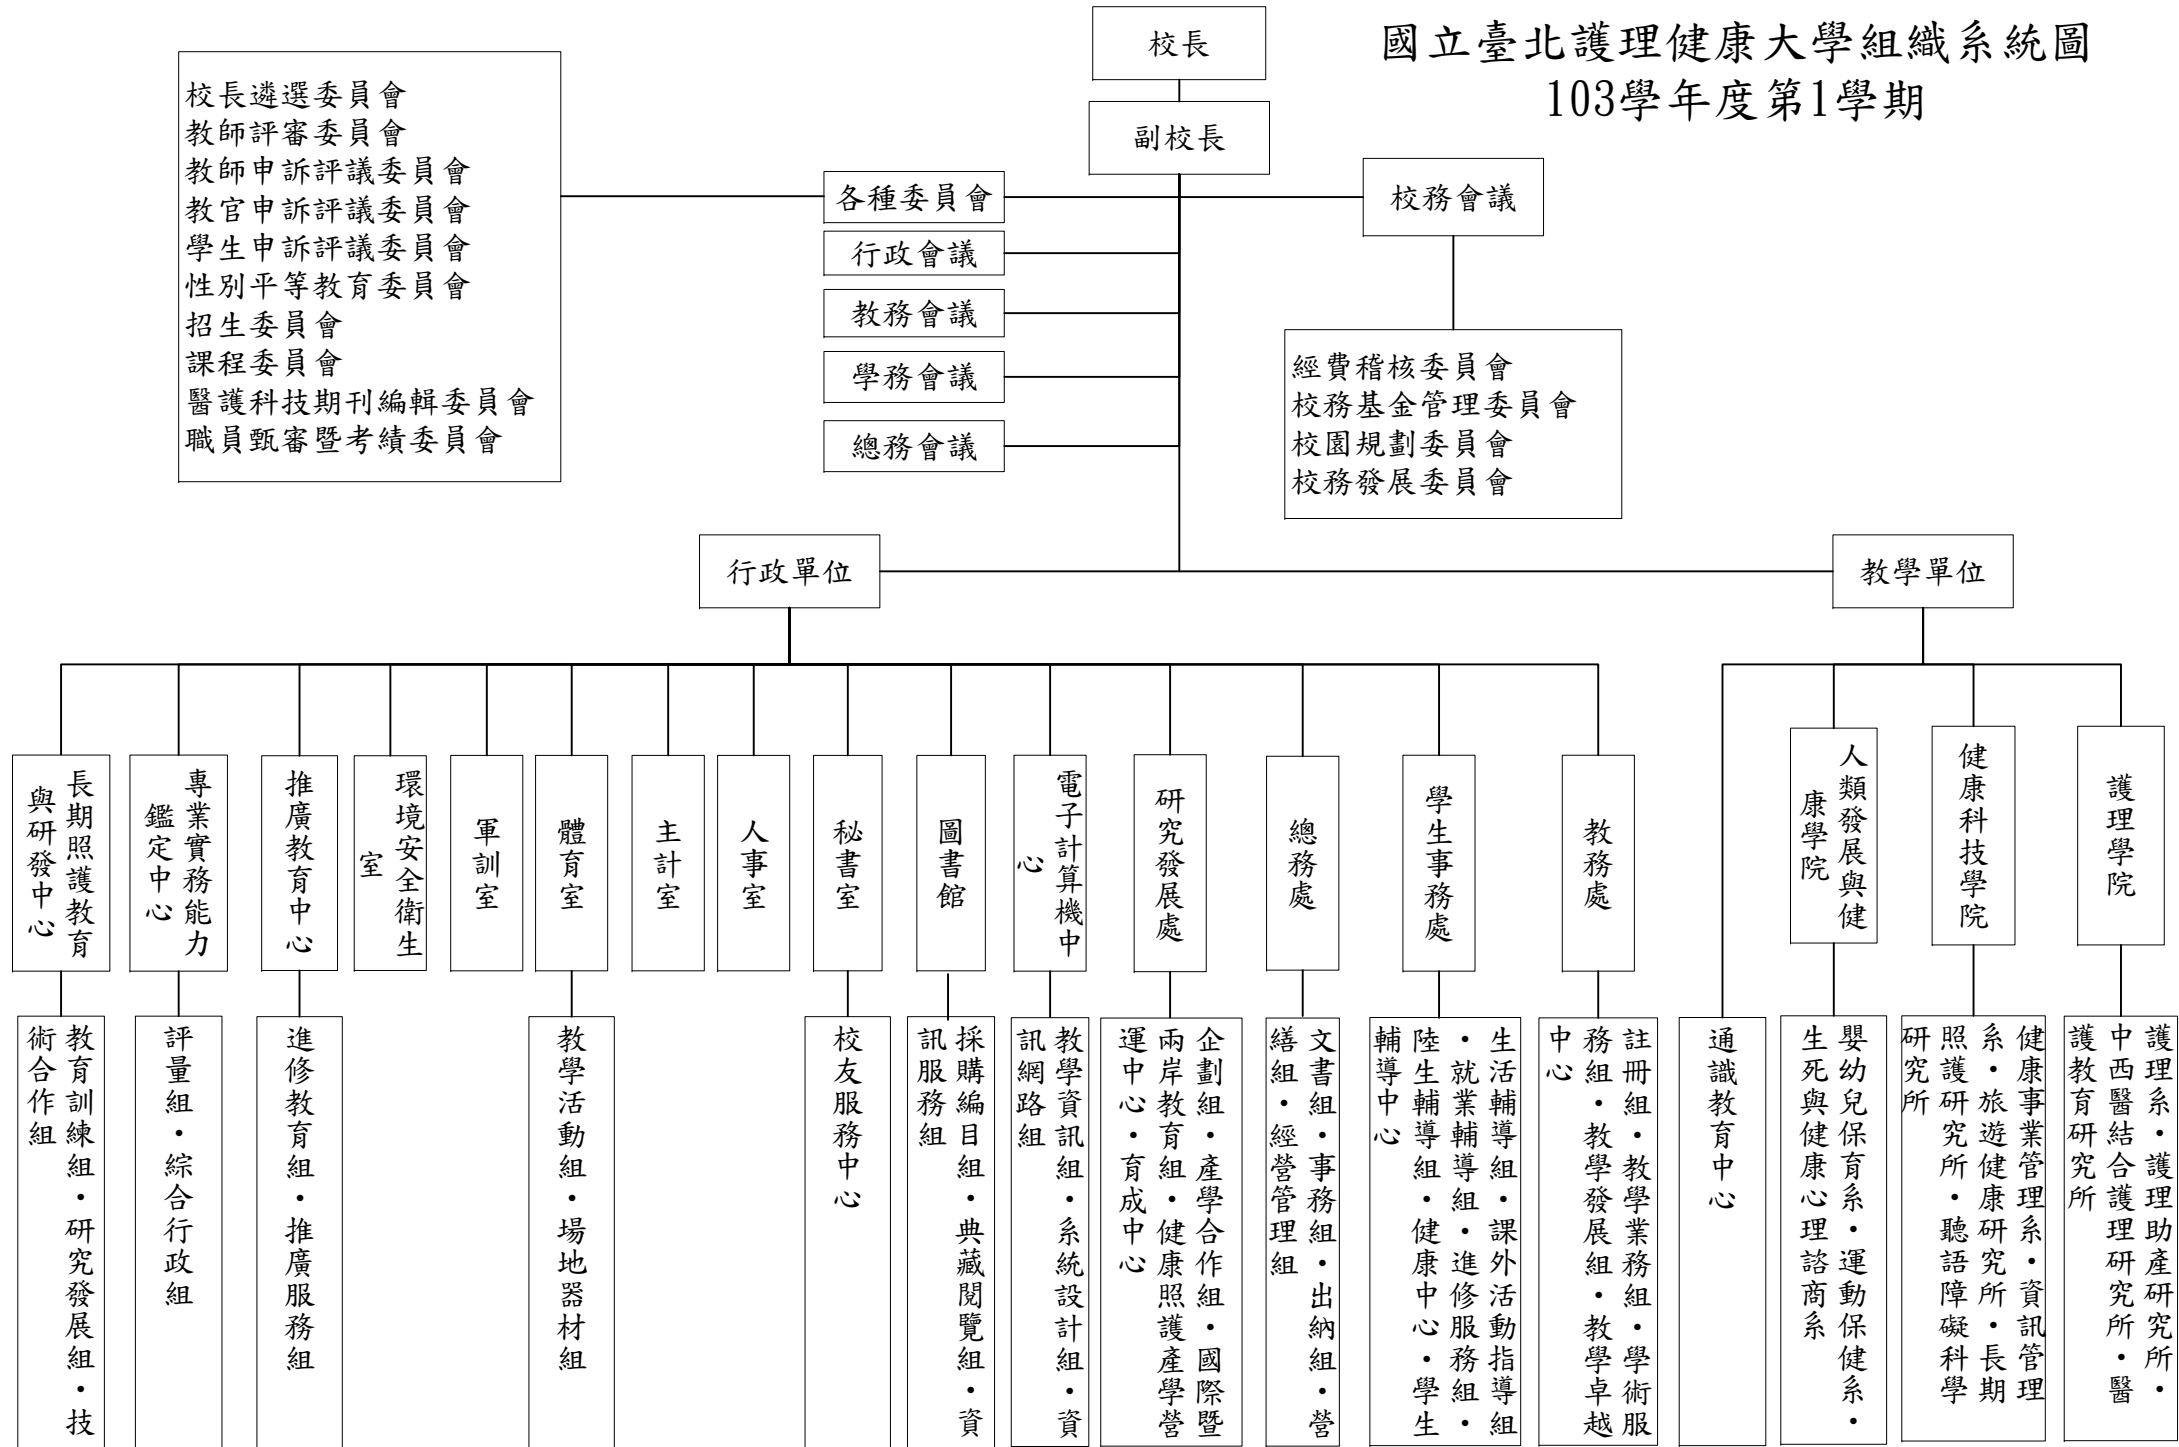 國立臺北護理健康大學組織系統圖
103學年度第1學期
校長
副校長
校長遴選委員會
教師評審委員會
教師申訴評議委員會
教官申訴評議委員會
學生申訴評議委員會
性別平等教育委員會
招生委員會
課程委員會
醫護科技期刊編輯委員會
職員甄審暨考績委員會
各種委員會
行政會議
教務會議
學務會議
總務會議
校務會議
經費稽核委員會
校務基金管理委員會
校園規劃委員會
校務發展委員會
行政單位
教學單位
長期照護教育
與研發中心
專業實務能力
鑑定中心
推廣教育中心
環境安全衛生
室
軍訓室
體育室
主計室
人事室
秘書室
圖書館
電子計算機中
心
研究發展處
總務處
學生事務處
教務處
人類發展與健
康學院
健康科技學院
護理學院
教育訓練組・研究發展組・技
術合作組
評量組・綜合行政組
進修教育組・推廣服務組
教學活動組・場地器材組
校友服務中心
採購編目組・典藏閱覽組・資
訊服務組
教學資訊組・系統設計組・資
訊網路組
企劃組・產學合作組・國際暨
兩岸教育組・健康照護產學營
運中心・育成中心
文書組・事務組・出納組・營
繕組・經營管理組
生活輔導組・課外活動指導組
・就業輔導組・進修服務組・
陸生輔導組・健康中心・學生
輔導中心
註冊組・教學業務組・學術服
務組・教學發展組・教學卓越
中心
通識教育中心
嬰幼兒保育系・運動保健系・
生死與健康心理諮商系
健康事業管理系・資訊管理
系・旅遊健康研究所・長期
照護研究所・聽語障礙科學
研究所
護理系・護理助產研究所・
中西醫結合護理研究所・醫
護教育研究所